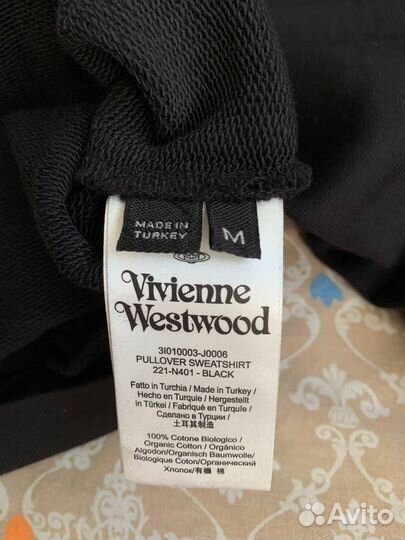 MADE IN
TURKEY
M
Vivienne
Westwood
3I010003-J0006
PULLOVER SWEATSHIRT
221-N401 - BLACK
Fatto in Turchia / Made in Turkey /
Hecho en Turquía / Hergestellt
in Türkei / Fabriqué en Turquie /
Сделано в Турции /
土耳其制造
100% Cotone Biologico /
Organic Cotton / Orgánico
Algodon/Organisch Baumwolle/
Biologique Coton/Органический
Хлопок/有機 棉
Avito